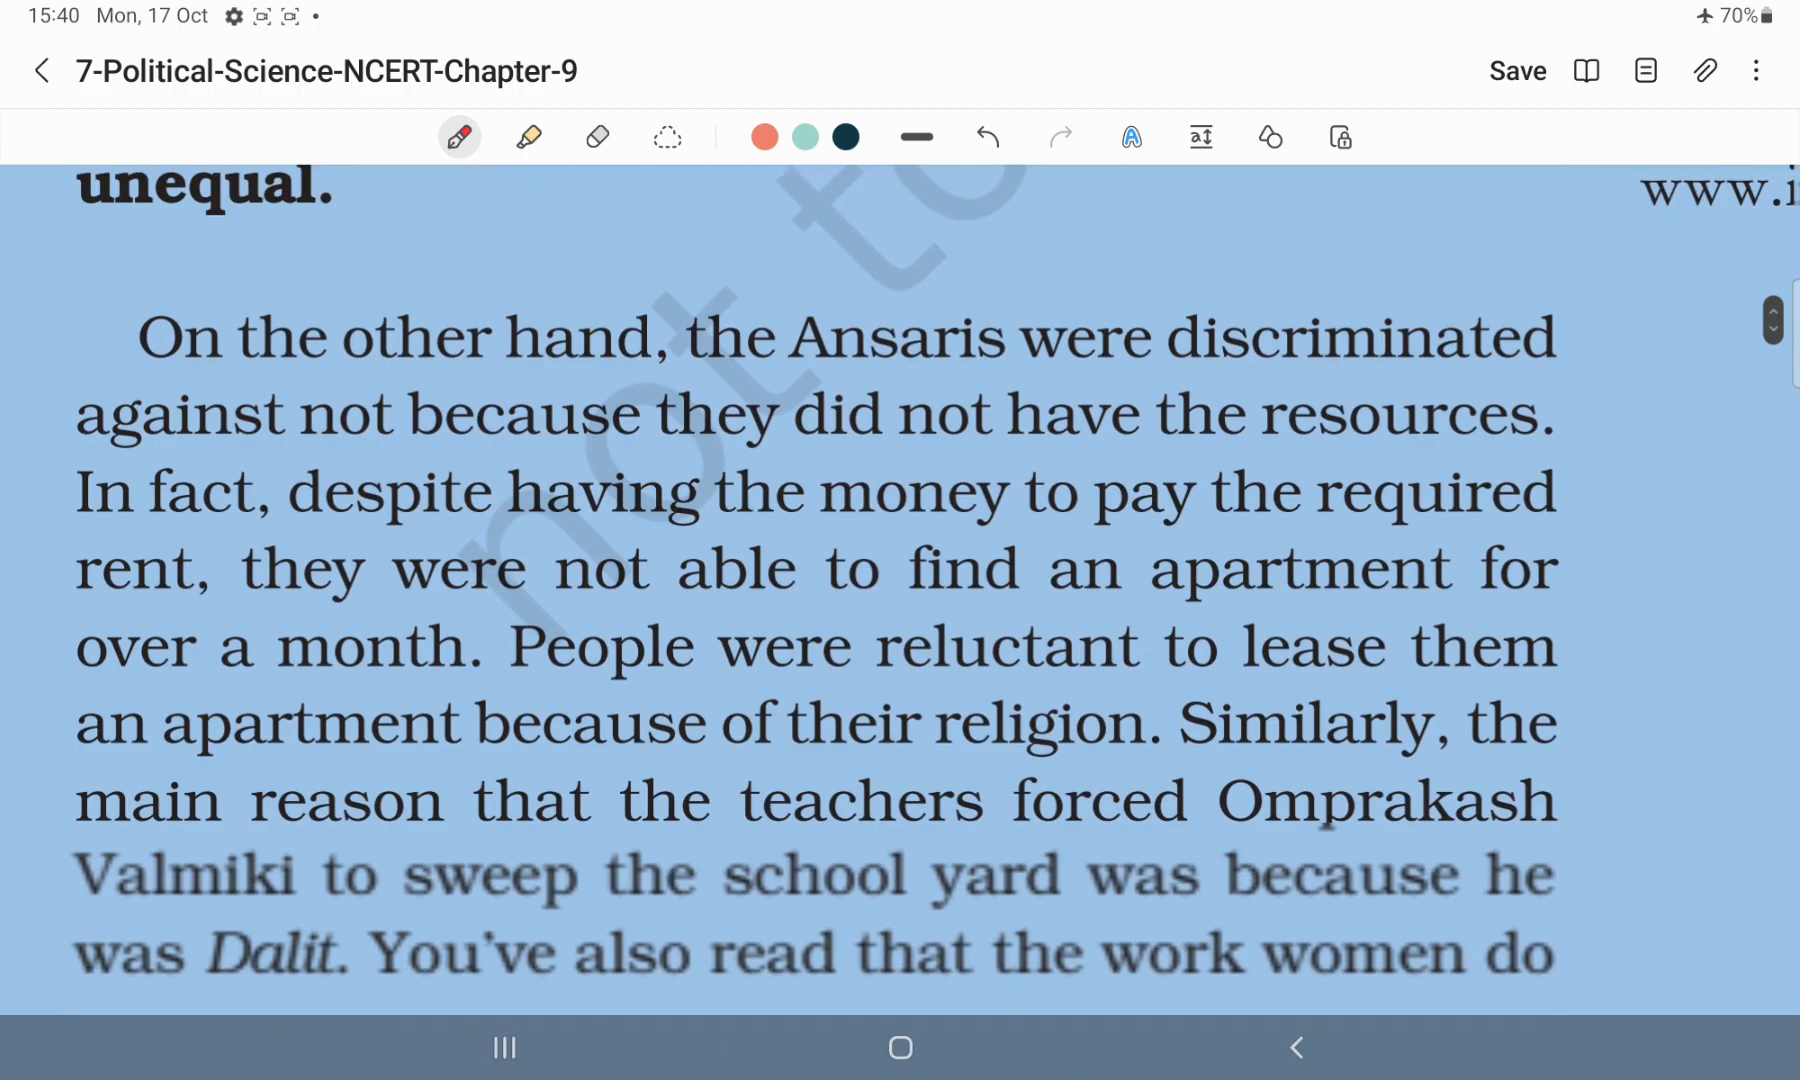 15:40 Mon, 17 Oct 70%
7-Political-Science-NCERT-Chapter-9 Save
unequal.
www.i
not to
On the other hand, the Ansaris were discriminated
against not because they did not have the resources.
In fact, despite having the money to pay the required
rent, they were not able to find an apartment for
over a month. People were reluctant to lease them
an apartment because of their religion. Similarly, the
main reason that the teachers forced Omprakash
Valmiki to sweep the school yard was because he
was Dalit. You've also read that the work women do